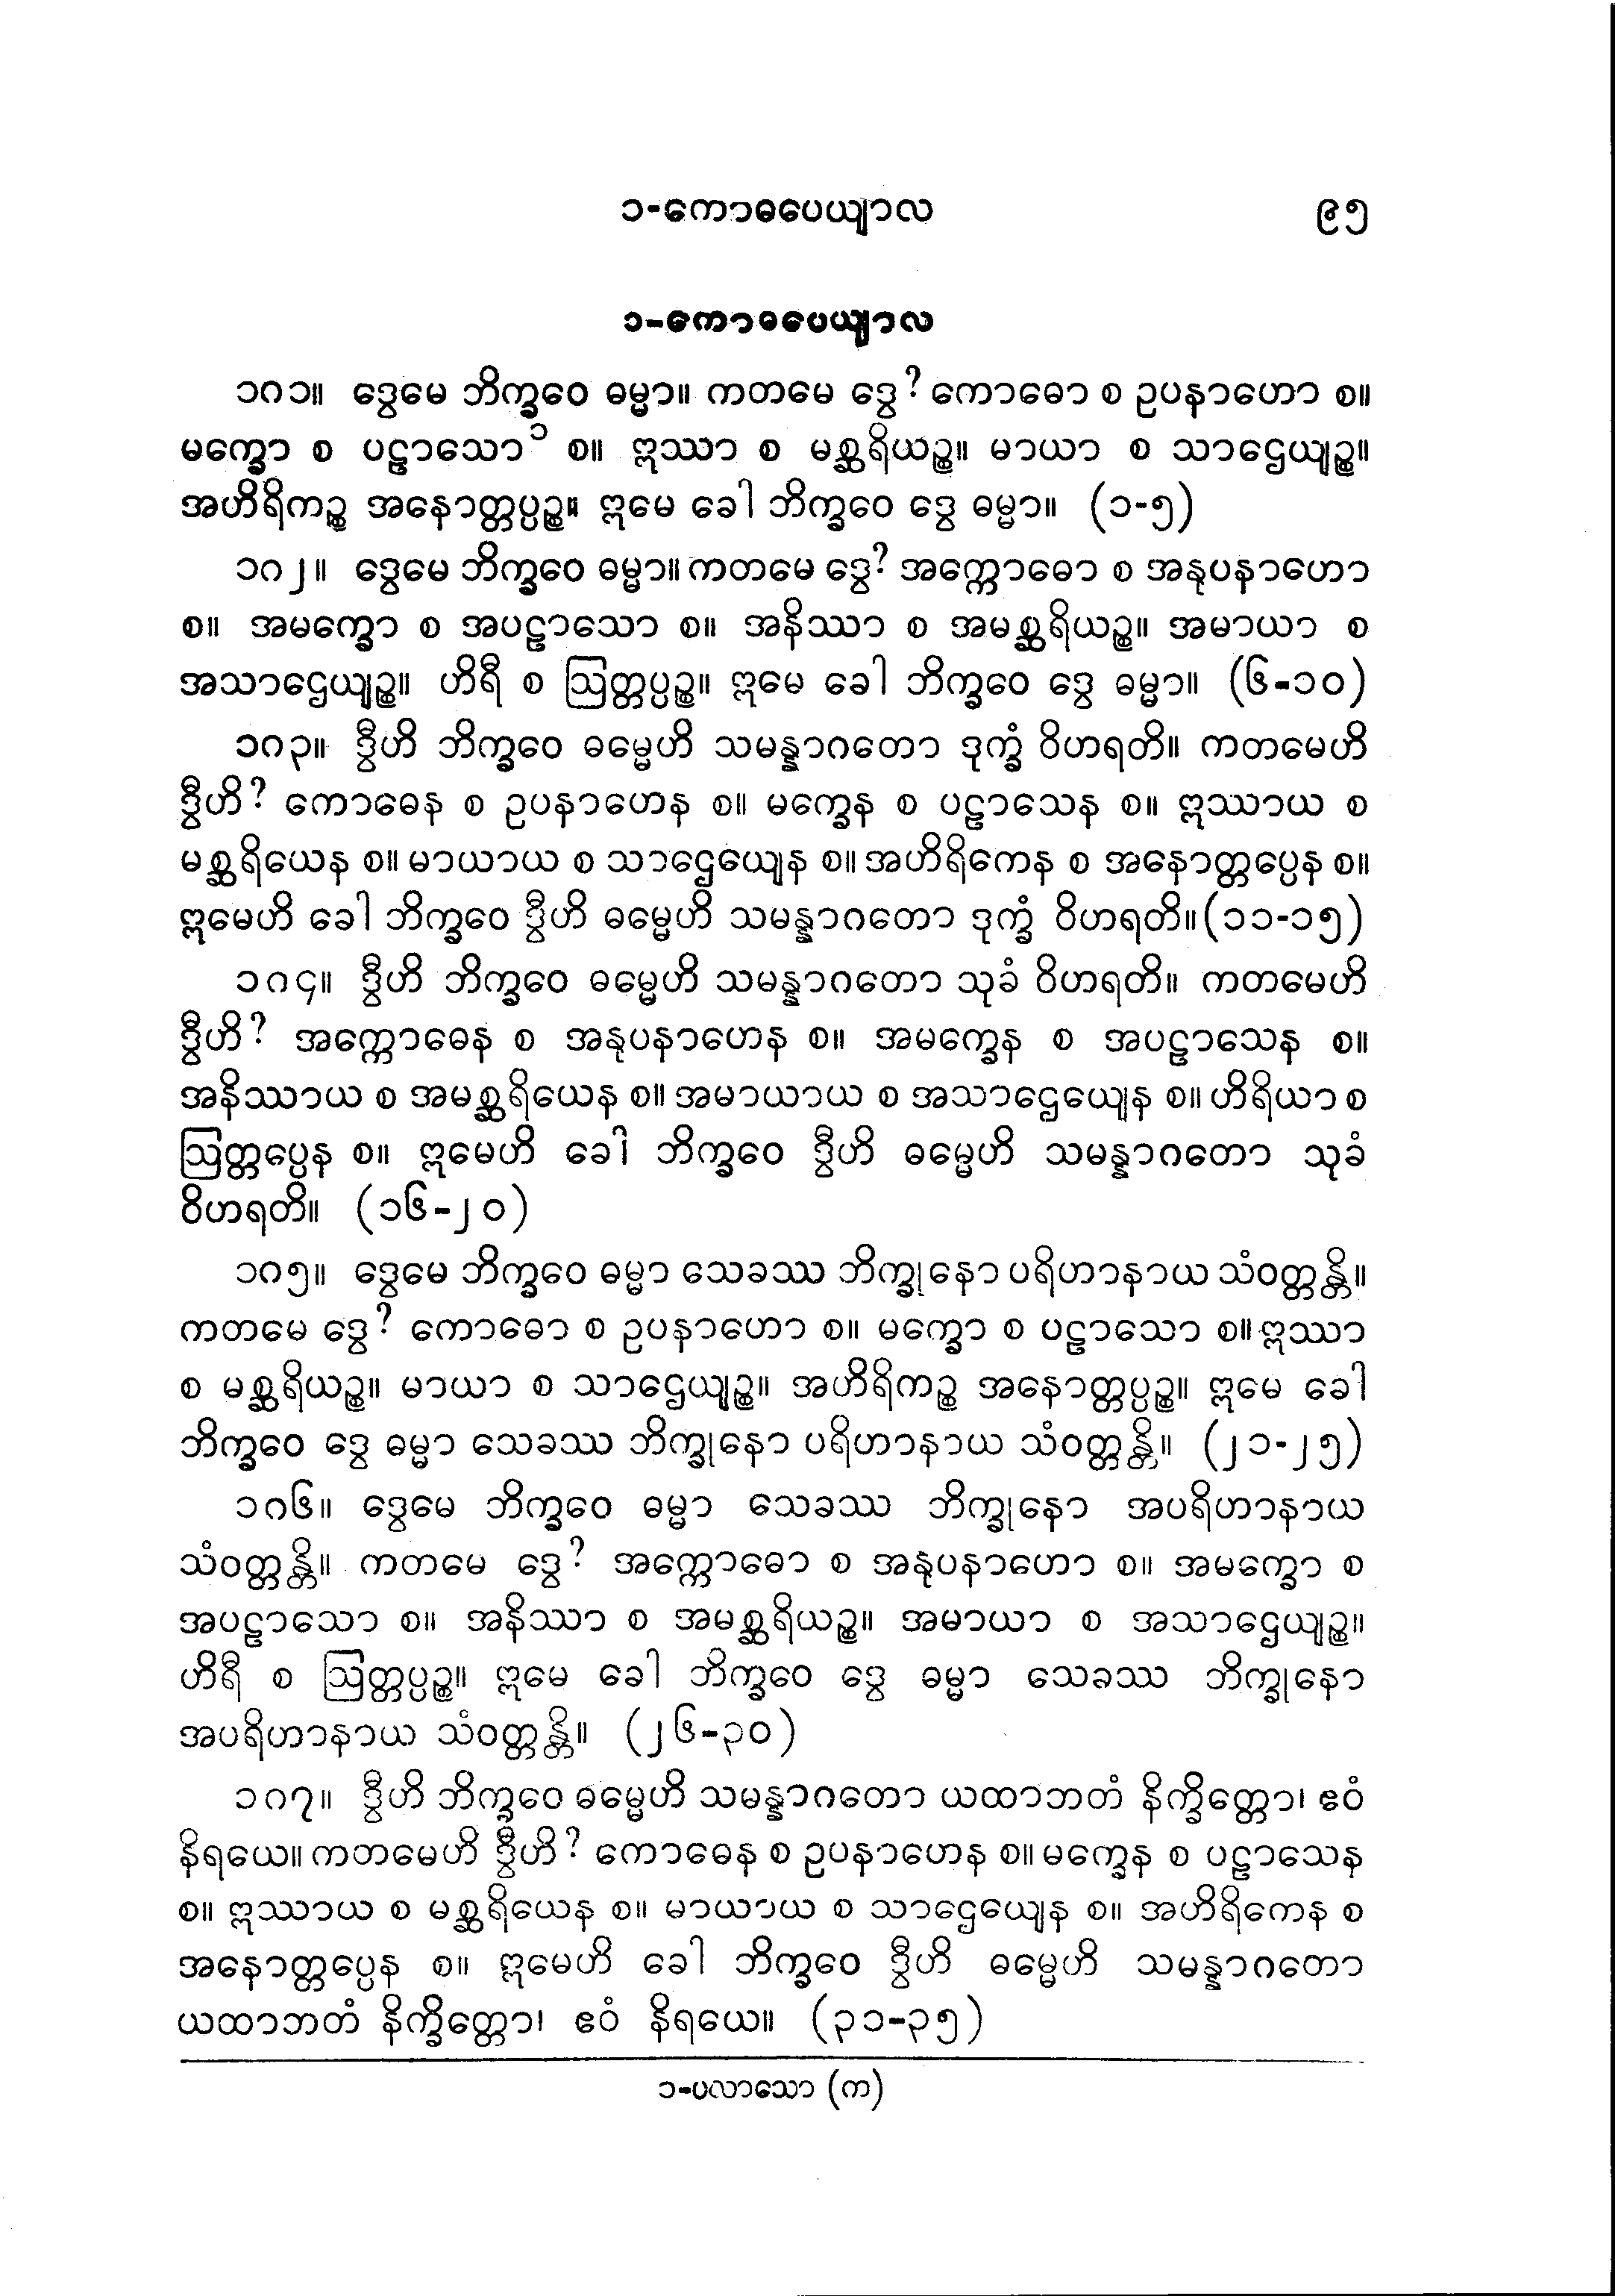 ၁-ကောဓပေယျာလ ၉၅
၁-ကောဓပေယျာလ
၁၈၁။ ဒွေမေ ဘိက္ခဝေ ဓမ္မာ။ ကတမေ ဒွေ? ကောဓော စ ဥပနာဟော စ။
မက္ခော စ ပဠာသော၁ စ။ ဣဿာ စ မစ္ဆရိယဉ္စ။ မာယာ စ သာဌေယျဉ္စ။
အဟိရိကဉ္စ အနောတ္တပ္ပဉ္စ။ ဣမေ ခေါ ဘိက္ခဝေ ဒွေ ဓမ္မာ။ (၁-၅)
၁၈၂။ ဒွေမေ ဘိက္ခဝေ ဓမ္မာ။ ကတမေ ဒွေ? အက္ကောဓော စ အနုပနာဟော
စ။ အမက္ခော စ အပဠာသော စ။ အနိဿာ စ အမစ္ဆရိယဉ္စ။ အမာယာ စ
အသာဌေယျဉ္စ။ ဟိရီ စ ဩတ္တပ္ပဉ္စ။ ဣမေ ခေါ ဘိက္ခဝေ ဒွေ ဓမ္မာ။ (၆-၁၀)
၁၈၃။ ဒွီဟိ ဘိက္ခဝေ ဓမ္မေဟိ သမန္နာဂတော ဒုက္ခံ ဝိဟရတိ။ ကတမေဟိ
ဒွီဟိ? ကောဓေန စ ဥပနာဟေန စ။ မက္ခေန စ ပဠာသေန စ။ ဣဿာယ စ
မစ္ဆရိယေန စ။ မာယာယ စ သာဌေယျေန စ။ အဟိရိကေန စ အနောတ္တပ္ပေန စ။
ဣမေဟိ ခေါ ဘိက္ခဝေ ဒွီဟိ ဓမ္မေဟိ သမန္နာဂတော ဒုက္ခံ ဝိဟရတိ။ (၁၁-၁၅)
၁၈၄။ ဒွီဟိ ဘိက္ခဝေ ဓမ္မေဟိ သမန္နာဂတော သုခံ ဝိဟရတိ။ ကတမေဟိ
ဒွီဟိ? အက္ကောဓေန စ အနုပနာဟေန စ။ အမက္ခေန စ အပဠာသေန စ။
အနိဿာယ စ အမစ္ဆရိယေန စ။ အမာယာယ စ အသာဌေယျေန စ။ ဟိရိယာ စ
ဩတ္တပ္ပေန စ။ ဣမေဟိ ခေါ ဘိက္ခဝေ ဒွီဟိ ဓမ္မေဟိ သမန္နာဂတော သုခံ
ဝိဟရတိ။ (၁၆-၂၀)
၁၈၅။ ဒွေမေ ဘိက္ခဝေ ဓမ္မာ သေခဿ ဘိက္ခုနော ပရိဟာနာယ သံဝတ္တန္တိ။
ကတမေ ဒွေ? ကောဓော စ ဥပနာဟော စ။ မက္ခော စ ပဠာသော စ။ ဣဿာ
စ မစ္ဆရိယဉ္စ။ မာယာ စ သာဌေယျဉ္စ။ အဟိရိကဉ္စ အနောတ္တပ္ပဉ္စ။ ဣမေ ခေါ
ဘိက္ခဝေ ဒွေ ဓမ္မာ သေခဿ ဘိက္ခုနော ပရိဟာနာယ သံဝတ္တန္တိ။ (၂၁-၂၅)
၁၈၆။ ဒွေမေ ဘိက္ခဝေ ဓမ္မာ သေခဿ ဘိက္ခုနော အပရိဟာနာယ
သံဝတ္တန္တိ။ ကတမေ ဒွေ? အက္ကောဓော စ အနုပနာဟော စ။ အမက္ခော စ
အပဠာသော စ။ အနိဿာ စ အမစ္ဆရိယဉ္စ။ အမာယာ စ အသာဌေယျဉ္စ။
ဟိရီ စ ဩတ္တပ္ပဉ္စ။ ဣမေ ခေါ ဘိက္ခဝေ ဒွေ ဓမ္မာ သေခဿ ဘိက္ခုနော
အပရိဟာနာယ သံဝတ္တန္တိ။ (၂၆-၃၀)
၁၈၇။ ဒွီဟိ ဘိက္ခဝေ ဓမ္မေဟိ သမန္နာဂတော ယထာဘတံ နိက္ခိတ္တော၊ ဧဝံ
နိရယေ။ ကတမေဟိ ဒွီဟိ? ကောဓေန စ ဥပနာဟေန စ။ မက္ခေန စ ပဠာသေန
စ။ ဣဿာယ စ မစ္ဆရိယေန စ။ မာယာယ စ သာဌေယျေန စ။ အဟိရိကေန စ
အနောတ္တပ္ပေန စ။ ဣမေဟိ ခေါ ဘိက္ခဝေ ဒွီဟိ ဓမ္မေဟိ သမန္နာဂတော
ယထာဘတံ နိက္ခိတ္တော၊ ဧဝံ နိရယေ။ (၃၁-၃၅)
၁-ပလာသော (က)